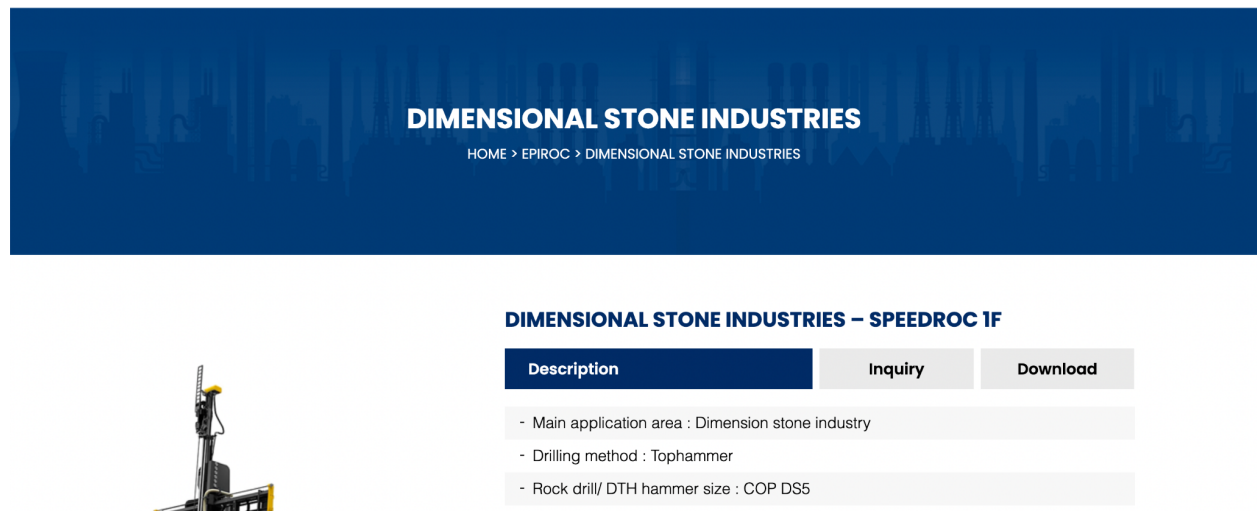 DIMENSIONAL STONE INDUSTRIES
HOME > EPIROC > DIMENSIONAL STONE INDUSTRIES
DIMENSIONAL STONE INDUSTRIES – SPEEDROC 1F
Description Inquiry Download
- Main application area : Dimension stone industry
- Drilling method : Tophammer
- Rock drill/ DTH hammer size : COP DS5